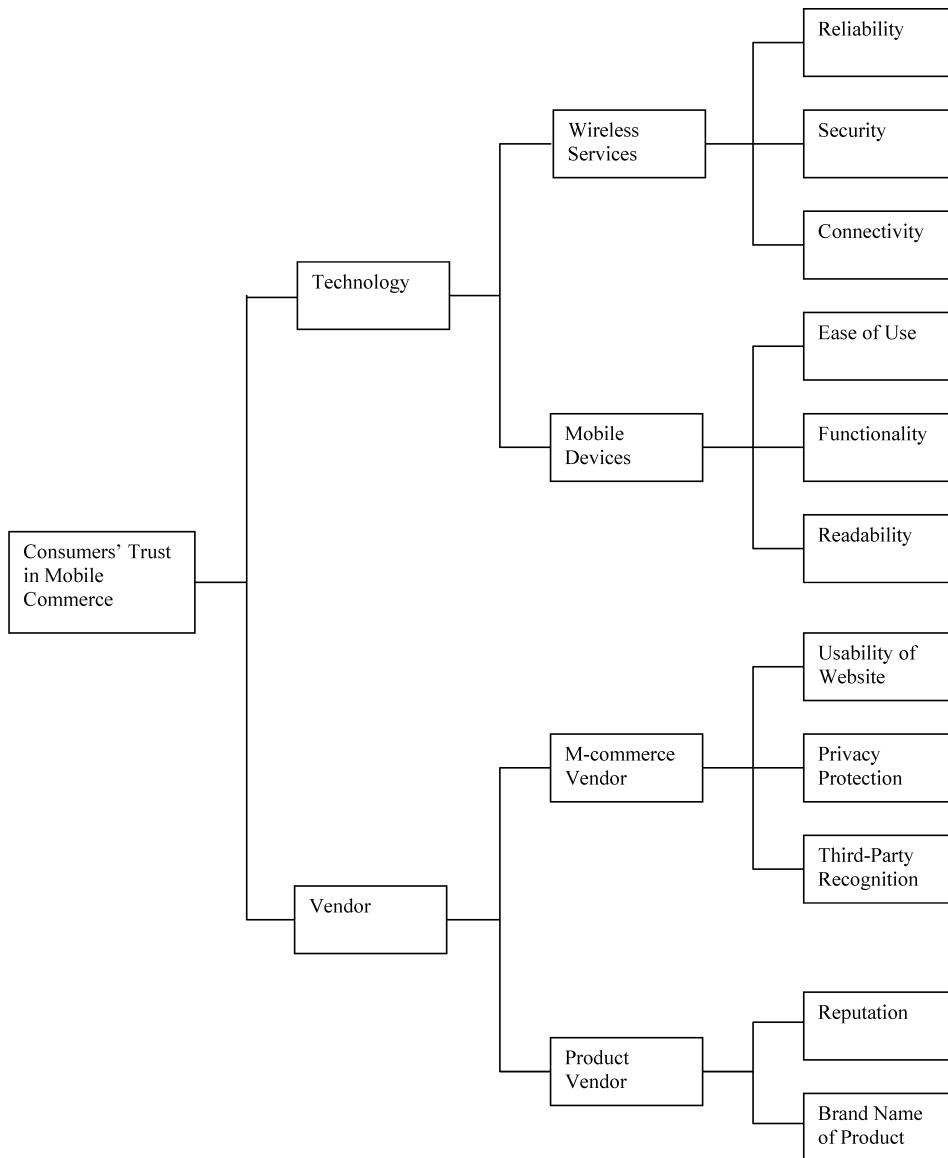 Reliability
Wireless
Services
Security
Connectivity
Technology
Ease of Use
Mobile
Devices
Functionality
Readability
Consumers’ Trust
in Mobile
Commerce
Usability of
Website
M-commerce
Vendor
Privacy
Protection
Third-Party
Recognition
Vendor
Reputation
Product
Vendor
Brand Name
of Product